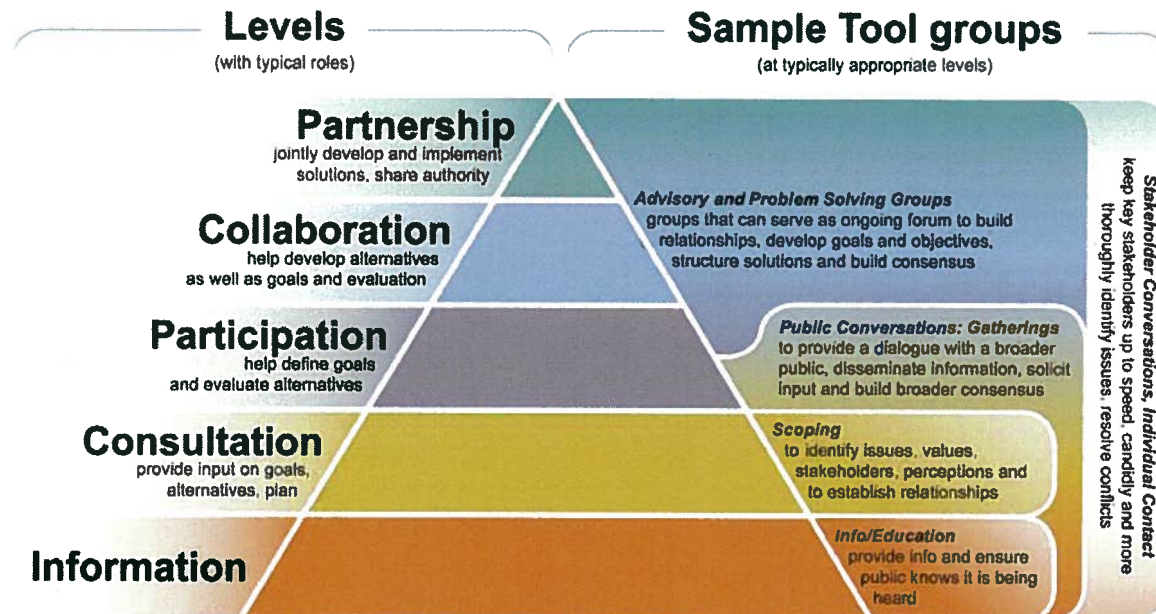 Levels
(with typical roles)
Sample Tool groups
(at typically appropriate levels)
Partnership
jointly develop and implement
solutions, share authority
Collaboration
help develop alternatives
as well as goals and evaluation
Participation
help define goals
and evaluate alternatives
Consultation
provide input on goals,
alternatives, plan
Information
Advisory and Problem Solving Groups
groups that can serve as ongoing forum to build
relationships, develop goals and objectives,
structure solutions and build consensus
Public Conversations: Gatherings
to provide a dialogue with a broader
public, disseminate information, solicit
input and build broader consensus
Scoping
to identify issues, values,
stakeholders, perceptions and
to establish relationships
Info/Education
provide info and ensure
public knows it is being
heard
Stakeholder Conversations, Individual Contact
keep key stakeholders up to speed, candidly and more
thoroughly identify issues, resolve conflicts